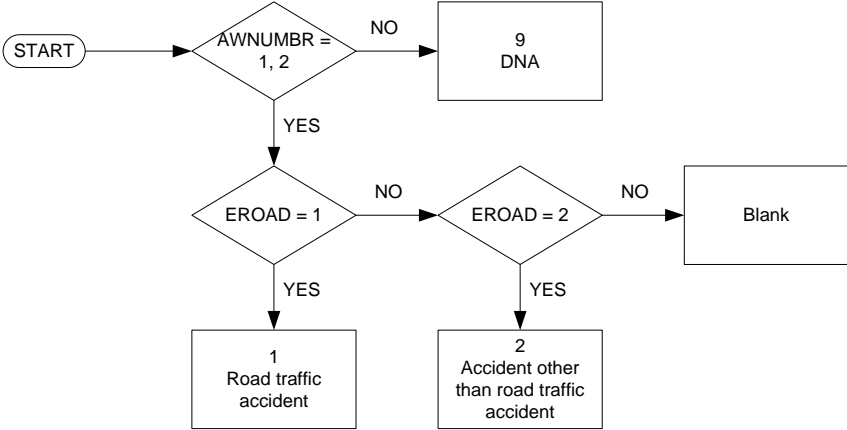 START
AWNUMBR =
1, 2
NO
9
DNA
YES
EROAD = 1
NO
EROAD = 2
NO
Blank
YES
YES
1
Road traffic
accident
2
Accident other
than road traffic
accident